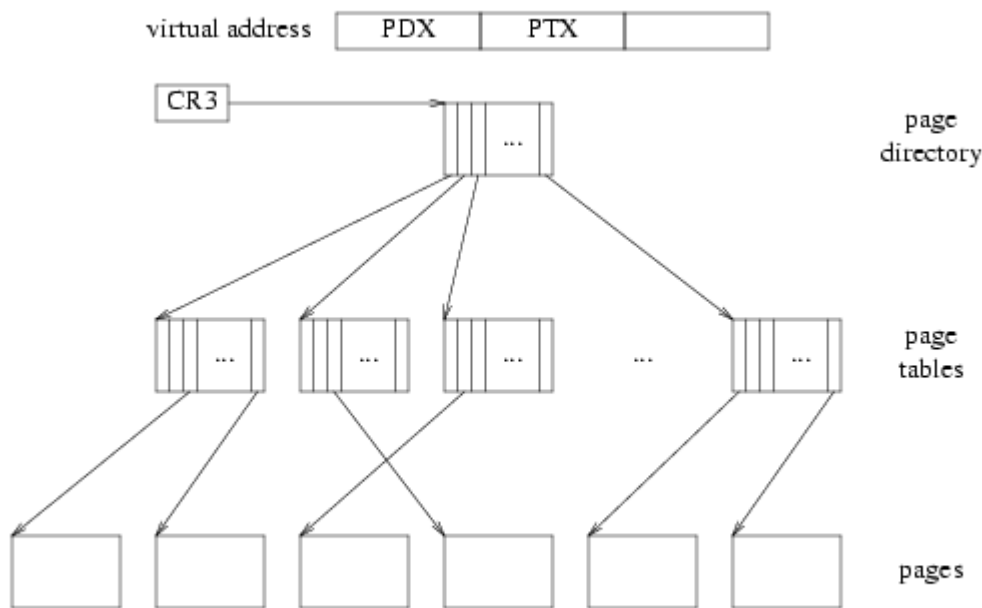 virtual address PDX PTX
CR3
page
directory
...
... ... ... ... ...
page
tables
pages